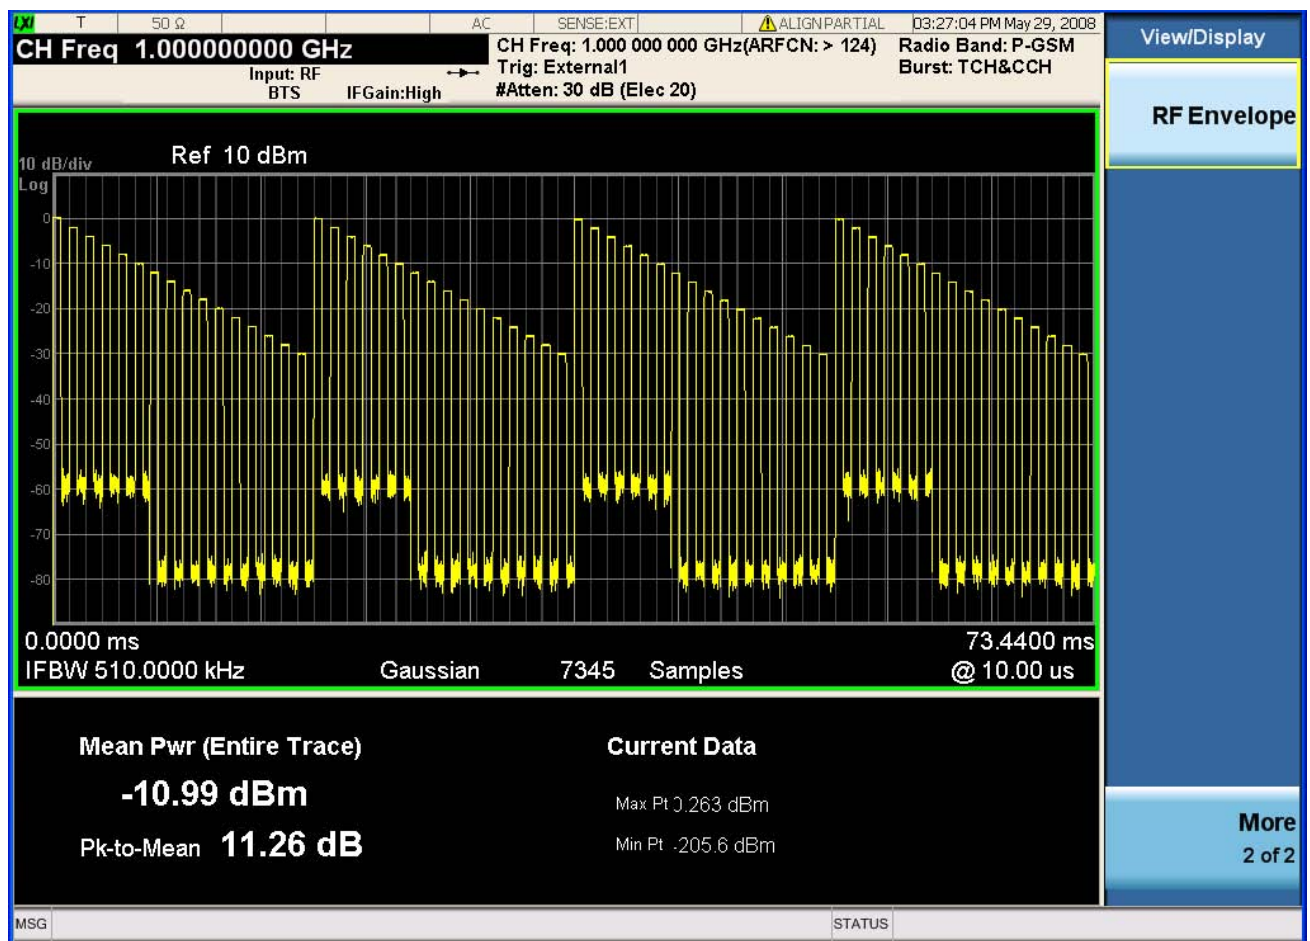 LXI T 50 Ω AC SENSE:EXT ALIGN PARTIAL 03:27:04 PM May 29, 2008
CH Freq 1.000000000 GHz
CH Freq: 1.000 000 000 GHz(ARFCN: > 124)
Radio Band: P-GSM
Input: RF
Trig: External1
Burst: TCH&CCH
BTS IFGain:High
#Atten: 30 dB (Elec 20)
View/Display
RF Envelope
10 dB/div
Ref 10 dBm
Log
0
-10
-20
-30
-40
-50
-60
-70
-80
0.0000 ms 73.4400 ms
IFBW 510.0000 kHz Gaussian 7345 Samples @ 10.00 us
Mean Pwr (Entire Trace)
-10.99 dBm
Pk-to-Mean 11.26 dB
Current Data
Max Pt 0.263 dBm
Min Pt -205.6 dBm
More
2 of 2
MSG STATUS